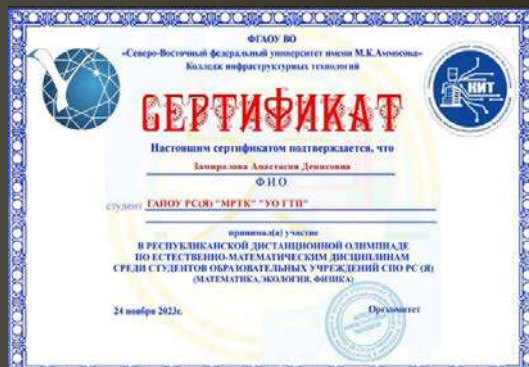 ФГАОУ ВО
«Северо-Восточный федеральный университет имени М.К.Аммосова»
Колледж инфраструктурных технологий
КИТ
СЕРТИФИКАТ
Настоящим сертификатом подтверждается, что
Замиралова Анастасия Денисовна
Ф.И.О.
студент ГАПОУ РС(Я) "МРТК" "УО ГТП"
принимал(а) участие
В РЕСПУБЛИКАНСКОЙ ДИСТАНЦИОННОЙ ОЛИМПИАДЕ
ПО ЕСТЕСТВЕННО-МАТЕМАТИЧЕСКИМ ДИСЦИПЛИНАМ
СРЕДИ СТУДЕНТОВ ОБРАЗОВАТЕЛЬНЫХ УЧРЕЖДЕНИЙ СПО РС (Я)
(МАТЕМАТИКА, ЭКОЛОГИЯ, ФИЗИКА)
24 ноября 2023г.
Оргкомитет